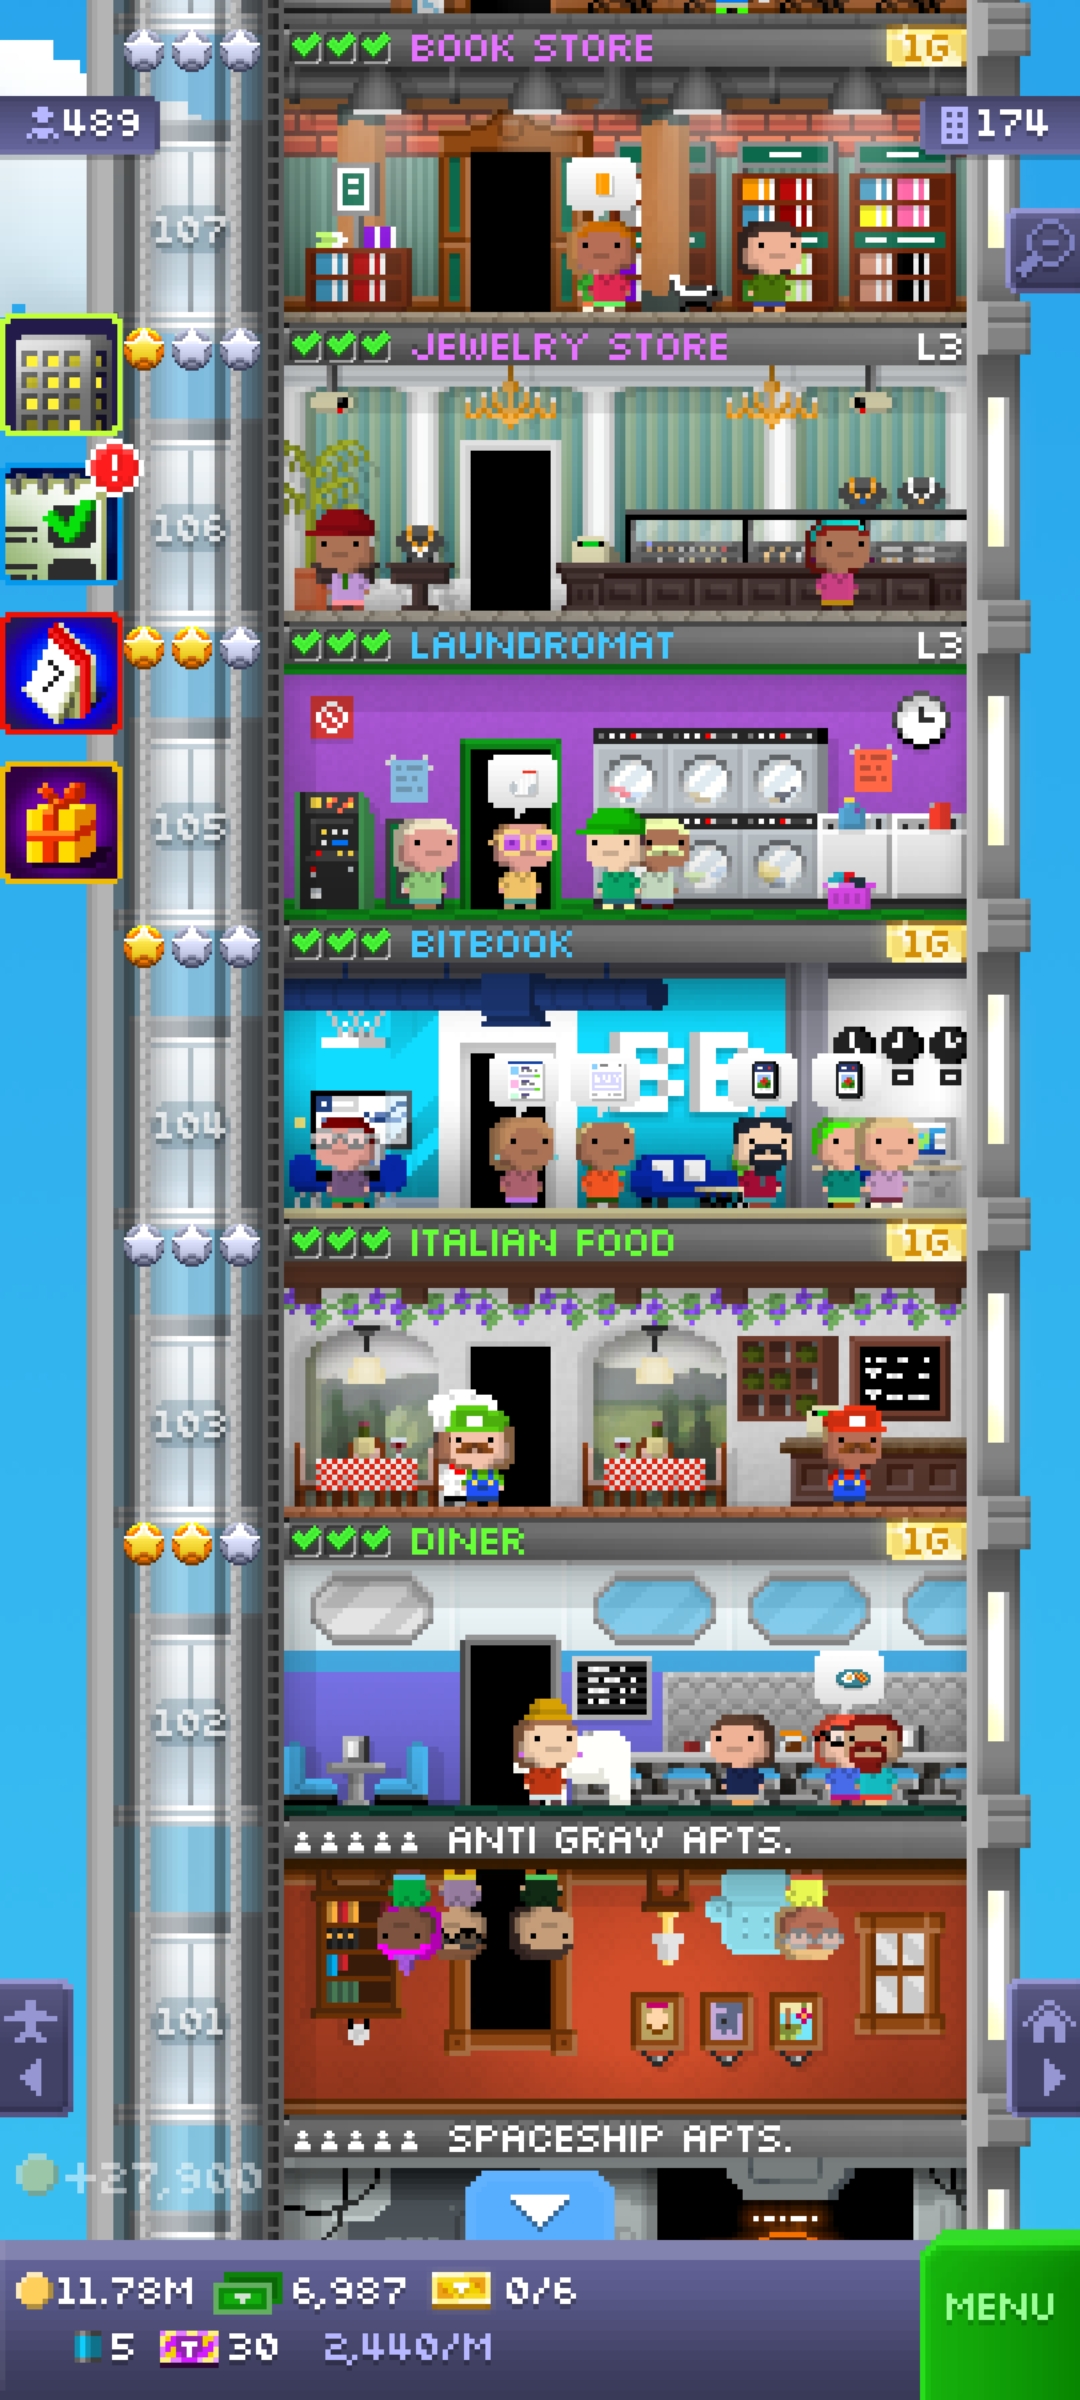 BOOK STORE 1G
489
174
107
JEWELRY STORE L3
106
LAUNDROMAT L3
105
BITBOOK 1G
BB
104
ITALIAN FOOD 1G
103
DINER 1G
102
ANTI GRAV APTS.
101
SPACESHIP APTS.
+27,900
11.78M 6,987 0/6
MENU
5 T 30 2,440/M